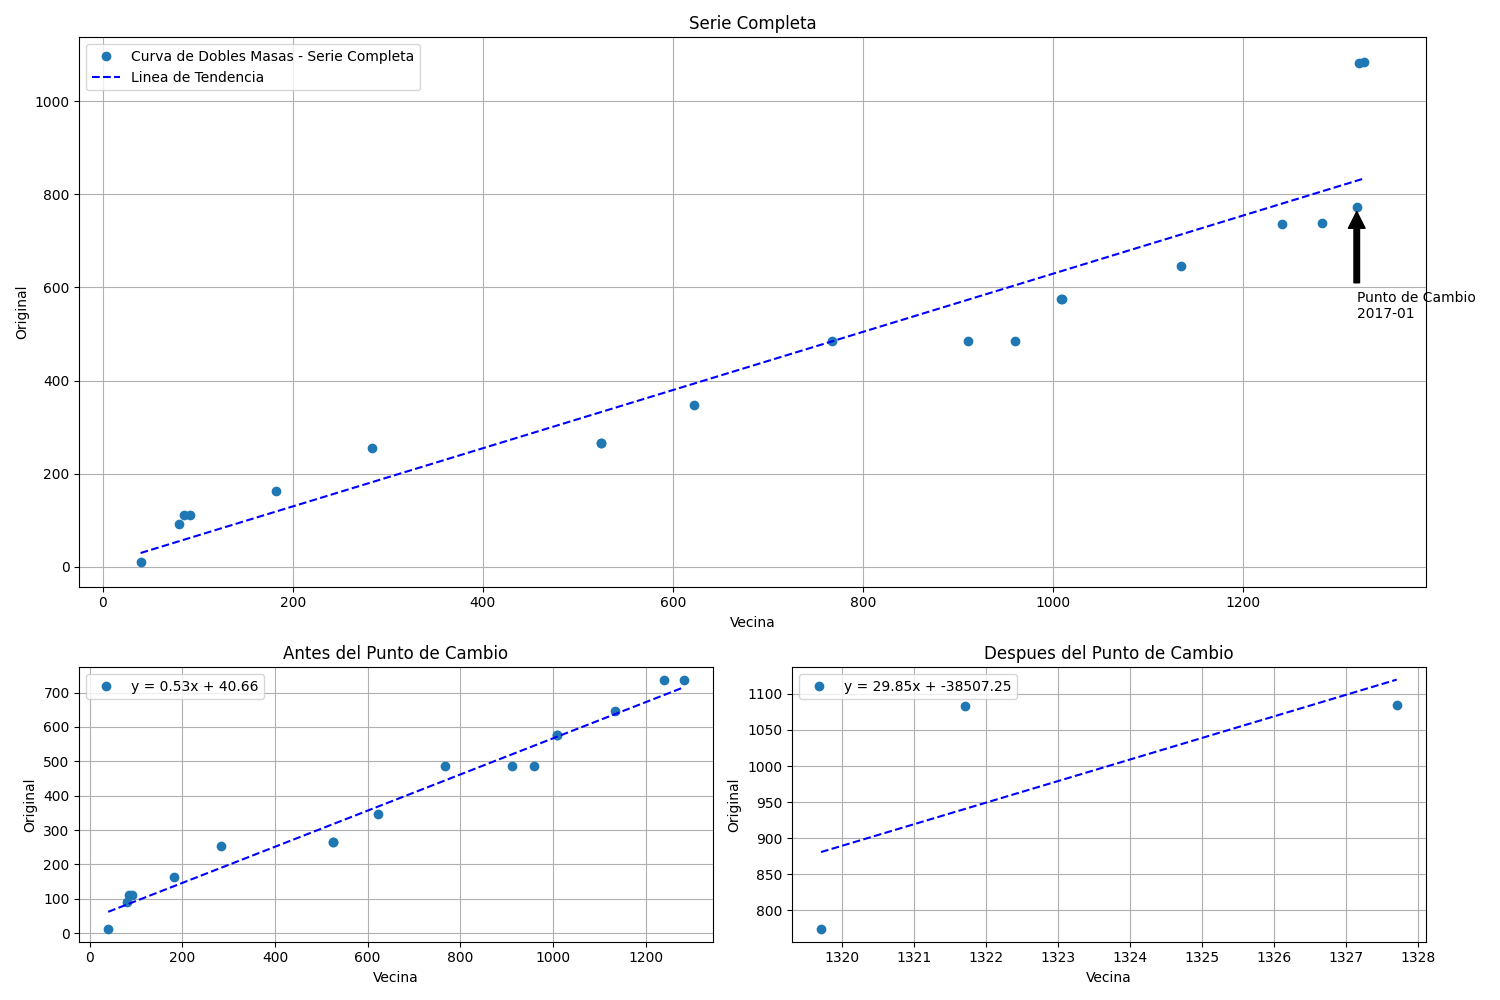 Serie Completa
Curva de Dobles Masas - Serie Completa
Linea de Tendencia
1000
800
600
400
200
0
Original
Punto de Cambio
2017-01
0 200 400 600 800 1000 1200
Vecina
Antes del Punto de Cambio
y = 0.53x + 40.66
700
600
500
400
300
200
100
0
Original
0 200 400 600 800 1000 1200
Vecina
Despues del Punto de Cambio
y = 29.85x + -38507.25
1100
1050
1000
950
900
850
800
Original
1320 1321 1322 1323 1324 1325 1326 1327 1328
Vecina